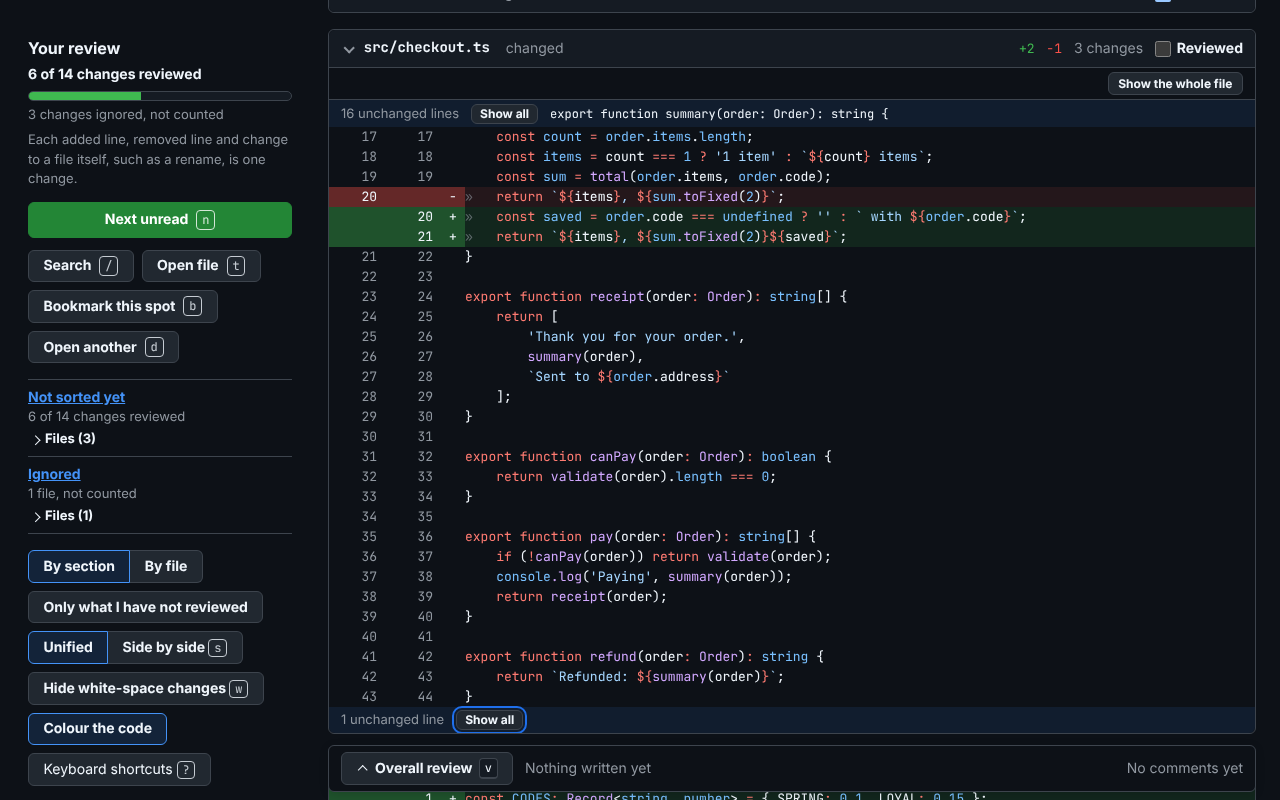 Your review
6 of 14 changes reviewed
3 changes ignored, not counted
Each added line, removed line and change
to a file itself, such as a rename, is one
change.
Next unread n
Search / Open file t
Bookmark this spot b
Open another d
Not sorted yet
6 of 14 changes reviewed
Files (3)
Ignored
1 file, not counted
Files (1)
By section By file
Only what I have not reviewed
Unified Side by side s
Hide white-space changes w
Colour the code
Keyboard shortcuts ?
src/checkout.ts changed +2 -1 3 changes Reviewed
Show the whole file
16 unchanged lines Show all export function summary(order: Order): string {
17 17 const count = order.items.length;
18 18 const items = count === 1 ? '1 item' : `${count} items`;
19 19 const sum = total(order.items, order.code);
20 - » return `${items}, ${sum.toFixed(2)}`;
20 + » const saved = order.code === undefined ? '' : ` with ${order.code}`;
21 + » return `${items}, ${sum.toFixed(2)}${saved}`;
21 22 }
22 23
23 24 export function receipt(order: Order): string[] {
24 25 return [
25 26 'Thank you for your order.',
26 27 summary(order),
27 28 `Sent to ${order.address}`
28 29 ];
29 30 }
30 31
31 32 export function canPay(order: Order): boolean {
32 33 return validate(order).length === 0;
33 34 }
34 35
35 36 export function pay(order: Order): string[] {
36 37 if (!canPay(order)) return validate(order);
37 38 console.log('Paying', summary(order));
38 39 return receipt(order);
39 40 }
40 41
41 42 export function refund(order: Order): string {
42 43 return `Refunded: ${summary(order)}`;
43 44 }
1 unchanged line Show all
Overall review v Nothing written yet No comments yet
1 + const CODES: Record<string, number> = { SPRING: 0.1, LOYAL: 0.15 };